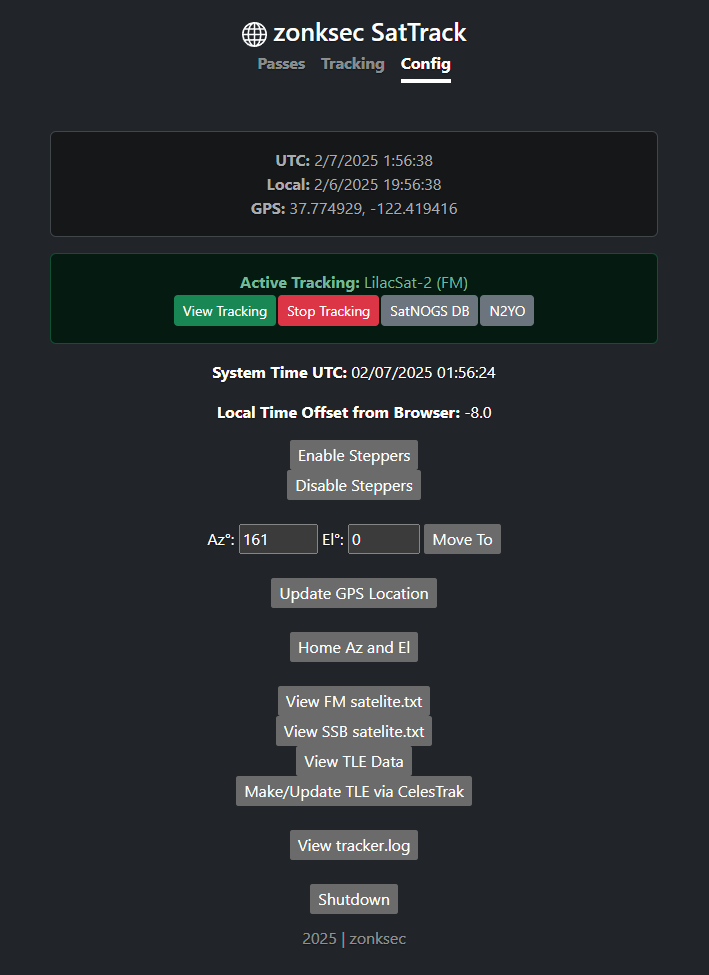 zonksec SatTrack
Passes Tracking Config
UTC: 2/7/2025 1:56:38
Local: 2/6/2025 19:56:38
GPS: 37.774929, -122.419416
Active Tracking: LilacSat-2 (FM)
View Tracking Stop Tracking SatNOGS DB N2YO
System Time UTC: 02/07/2025 01:56:24
Local Time Offset from Browser: -8.0
Enable Steppers
Disable Steppers
Az°: 161 El°: 0 Move To
Update GPS Location
Home Az and El
View FM satelite.txt
View SSB satelite.txt
View TLE Data
Make/Update TLE via CelesTrak
View tracker.log
Shutdown
2025 | zonksec